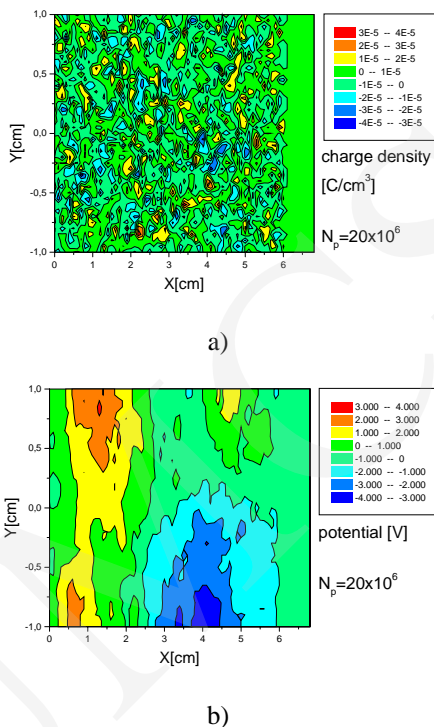 1,0
0,5
0,0
-0,5
-1,0
Y[cm]
0 1 2 3 4 5 6
X[cm]
3E-5 -- 4E-5
2E-5 -- 3E-5
1E-5 -- 2E-5
0 -- 1E-5
-1E-5 -- 0
-2E-5 -- -1E-5
-3E-5 -- -2E-5
-4E-5 -- -3E-5
charge density
[C/cm³]
Nₚ=20x10⁶
a)
1,0
0,5
0,0
-0,5
-1,0
Y[cm]
0 1 2 3 4 5 6
X[cm]
3.000 -- 4.000
2.000 -- 3.000
1.000 -- 2.000
0 -- 1.000
-1.000 -- 0
-2.000 -- -1.000
-3.000 -- -2.000
-4.000 -- -3.000
potential [V]
Nₚ=20x10⁶
b)